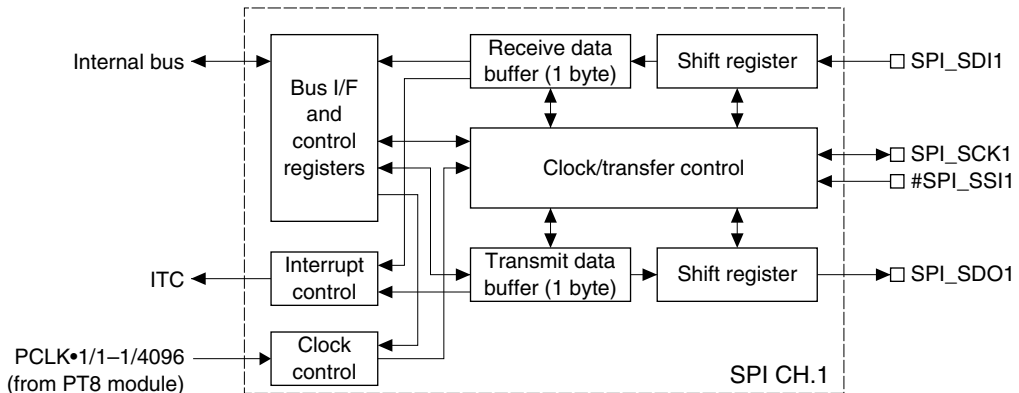 Internal bus
Bus I/F
and
control
registers
Receive data
buffer (1 byte)
Shift register
SPI_SDI1
Clock/transfer control
SPI_SCK1
#SPI_SSI1
ITC
Interrupt
control
Transmit data
buffer (1 byte)
Shift register
SPI_SDO1
PCLK•1/1–1/4096
(from PT8 module)
Clock
control
SPI CH.1